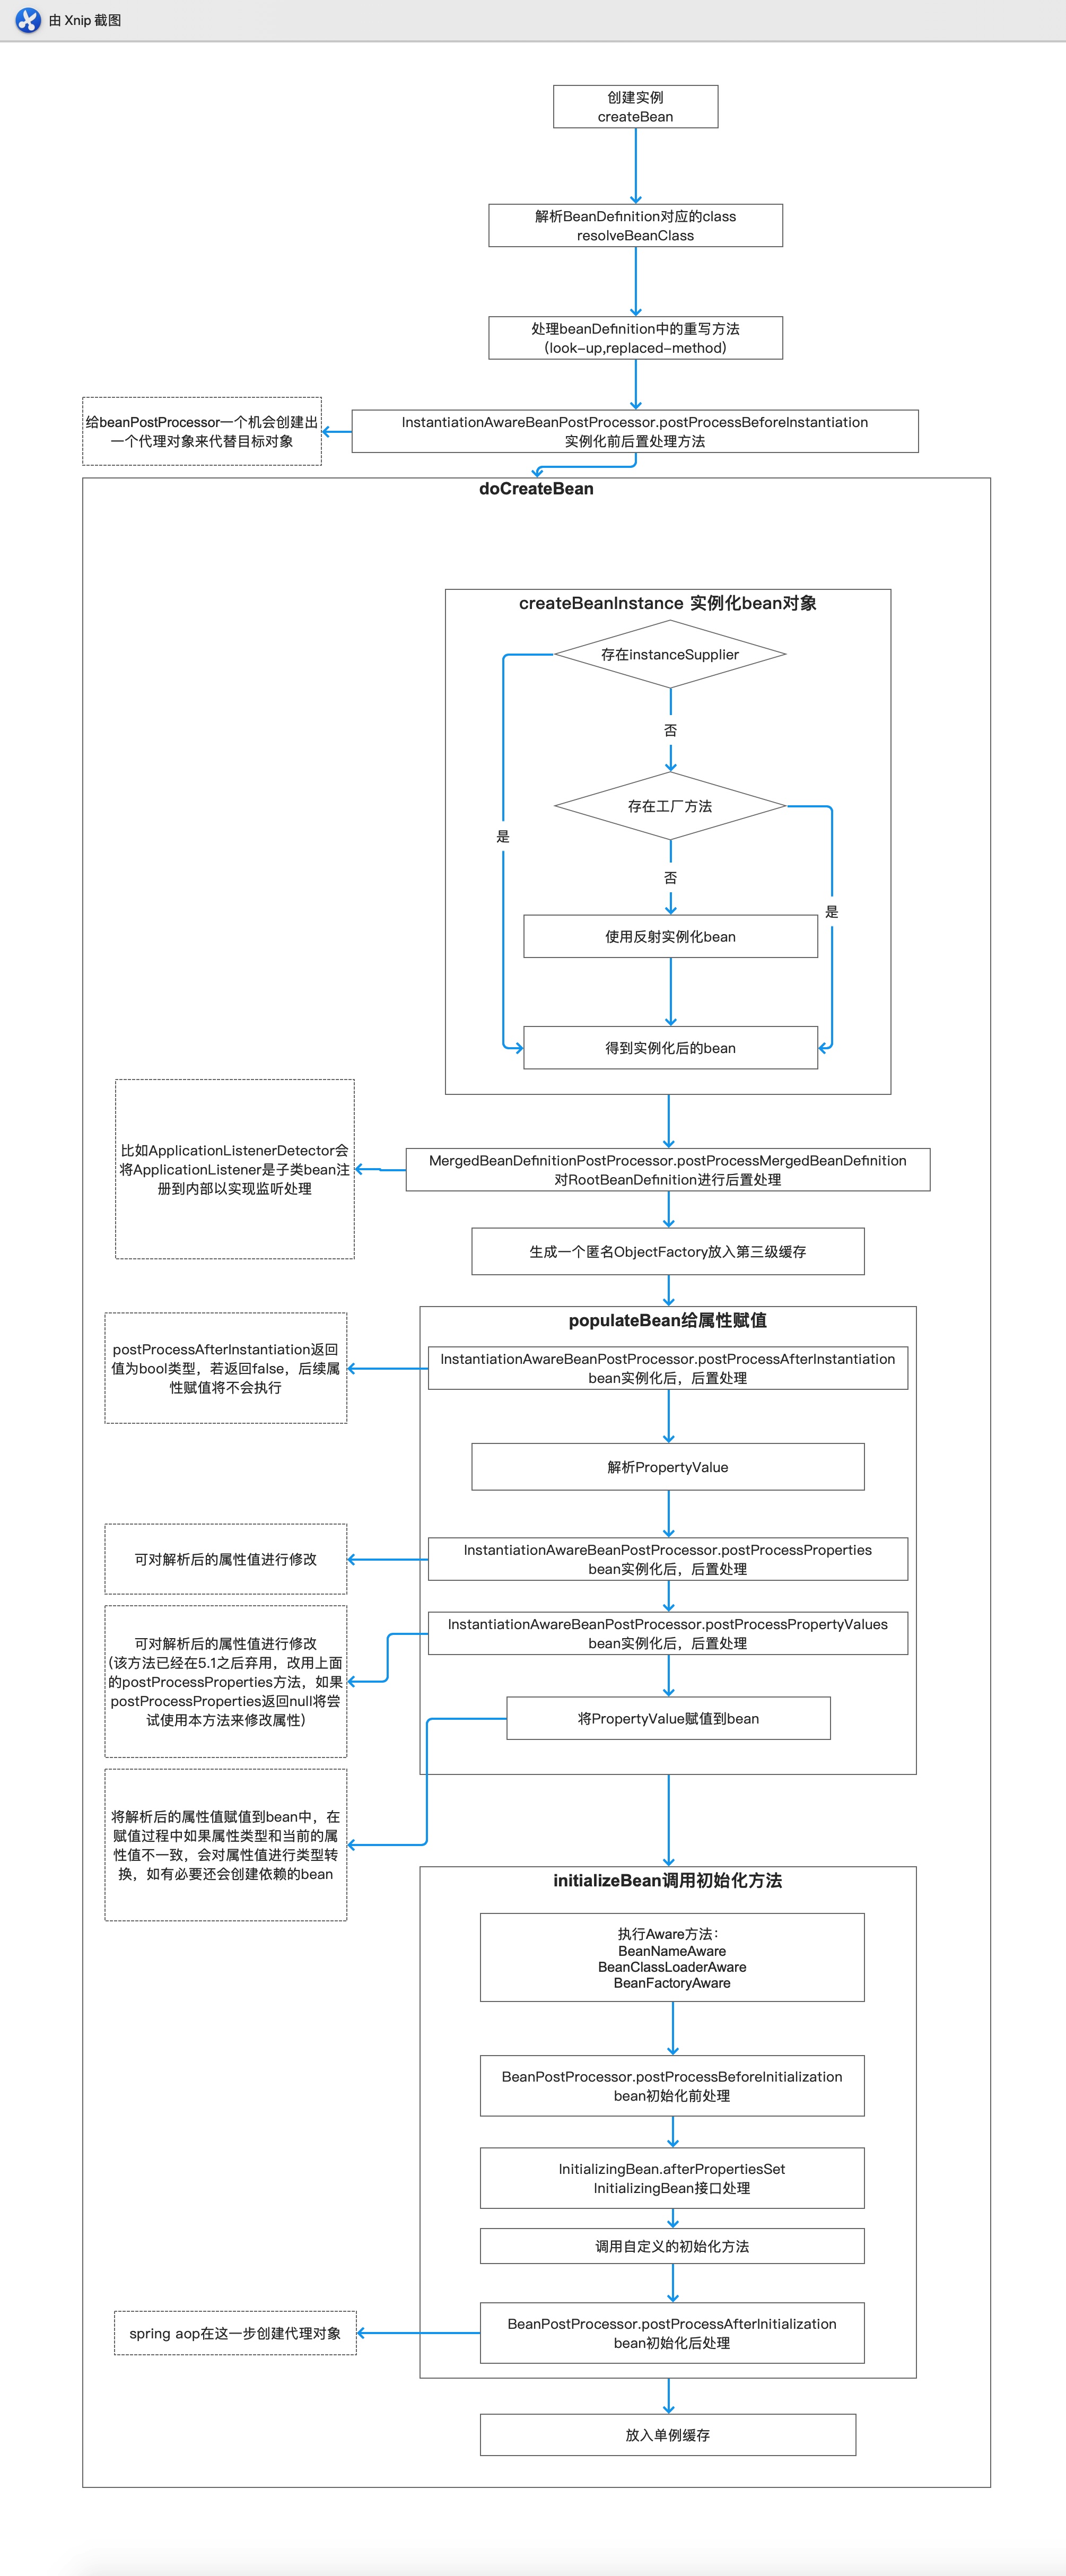 由 Xnip 截图
创建实例
createBean
解析BeanDefinition对应的class
resolveBeanClass
处理beanDefinition中的重写方法
（look-up,replaced-method）
给beanPostProcessor一个机会创建出
一个代理对象来代替目标对象
InstantiationAwareBeanPostProcessor.postProcessBeforeInstantiation
实例化前后置处理方法
doCreateBean
createBeanInstance 实例化bean对象
存在instanceSupplier
否
存在工厂方法
是
否
是
使用反射实例化bean
得到实例化后的bean
比如ApplicationListenerDetector会
将ApplicationListener是子类bean注
册到内部以实现监听处理
MergedBeanDefinitionPostProcessor.postProcessMergedBeanDefinition
对RootBeanDefinition进行后置处理
生成一个匿名ObjectFactory放入第三级缓存
populateBean给属性赋值
postProcessAfterInstantiation返回
值为bool类型，若返回false，后续属
性赋值将不会执行
InstantiationAwareBeanPostProcessor.postProcessAfterInstantiation
bean实例化后，后置处理
解析PropertyValue
可对解析后的属性值进行修改
InstantiationAwareBeanPostProcessor.postProcessProperties
bean实例化后，后置处理
可对解析后的属性值进行修改
(该方法已经在5.1之后弃用，改用上面
的postProcessProperties方法，如果
postProcessProperties返回null将尝
试使用本方法来修改属性)
InstantiationAwareBeanPostProcessor.postProcessPropertyValues
bean实例化后，后置处理
将PropertyValue赋值到bean
将解析后的属性值赋值到bean中，在
赋值过程中如果属性类型和当前的属
性值不一致，会对属性值进行类型转
换，如有必要还会创建依赖的bean
initializeBean调用初始化方法
执行Aware方法：
BeanNameAware
BeanClassLoaderAware
BeanFactoryAware
BeanPostProcessor.postProcessBeforeInitialization
bean初始化前处理
InitializingBean.afterPropertiesSet
InitializingBean接口处理
调用自定义的初始化方法
spring aop在这一步创建代理对象
BeanPostProcessor.postProcessAfterInitialization
bean初始化后处理
放入单例缓存